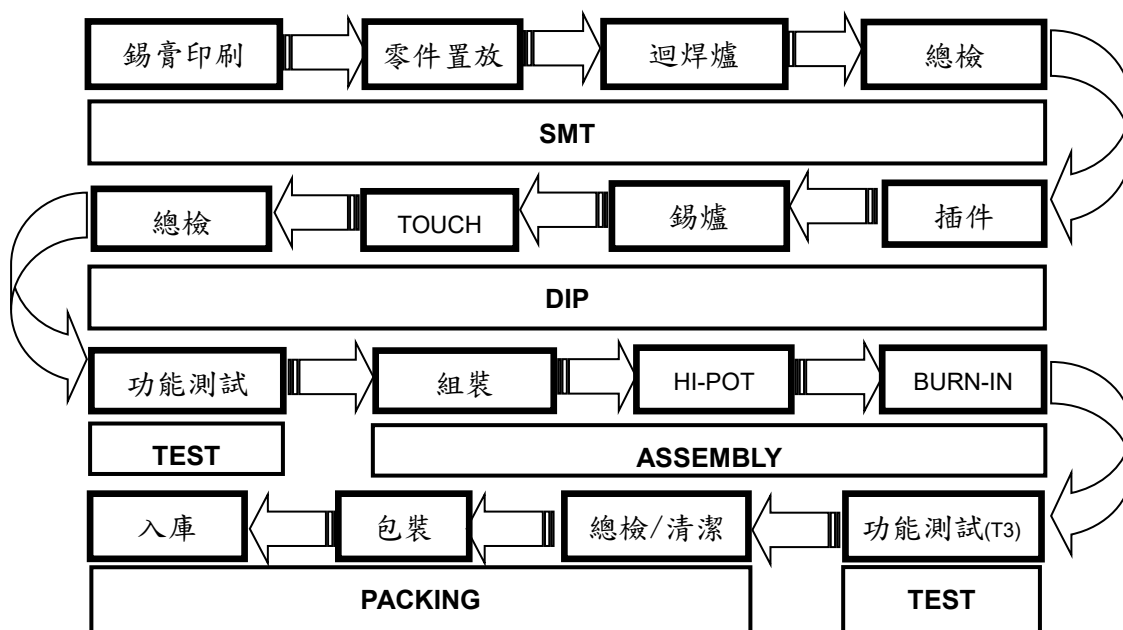 錫膏印刷
零件置放
迴焊爐
總檢
SMT
插件
錫爐
TOUCH
總檢
DIP
功能測試
組裝
HI-POT
BURN-IN
TEST
ASSEMBLY
功能測試(T3)
總檢/清潔
包裝
入庫
TEST
PACKING